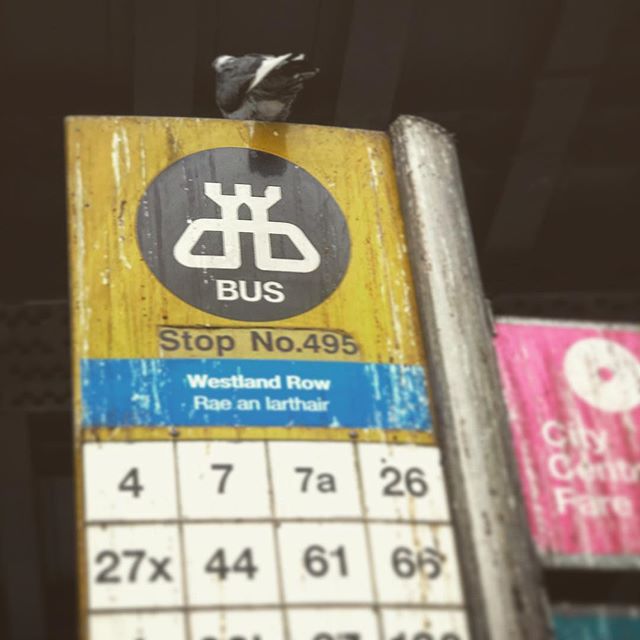 BUS
Stop No.495
Westland Row
Rae an Iarthair
4 7 7a 26
27x 44 61 66
City
Fare